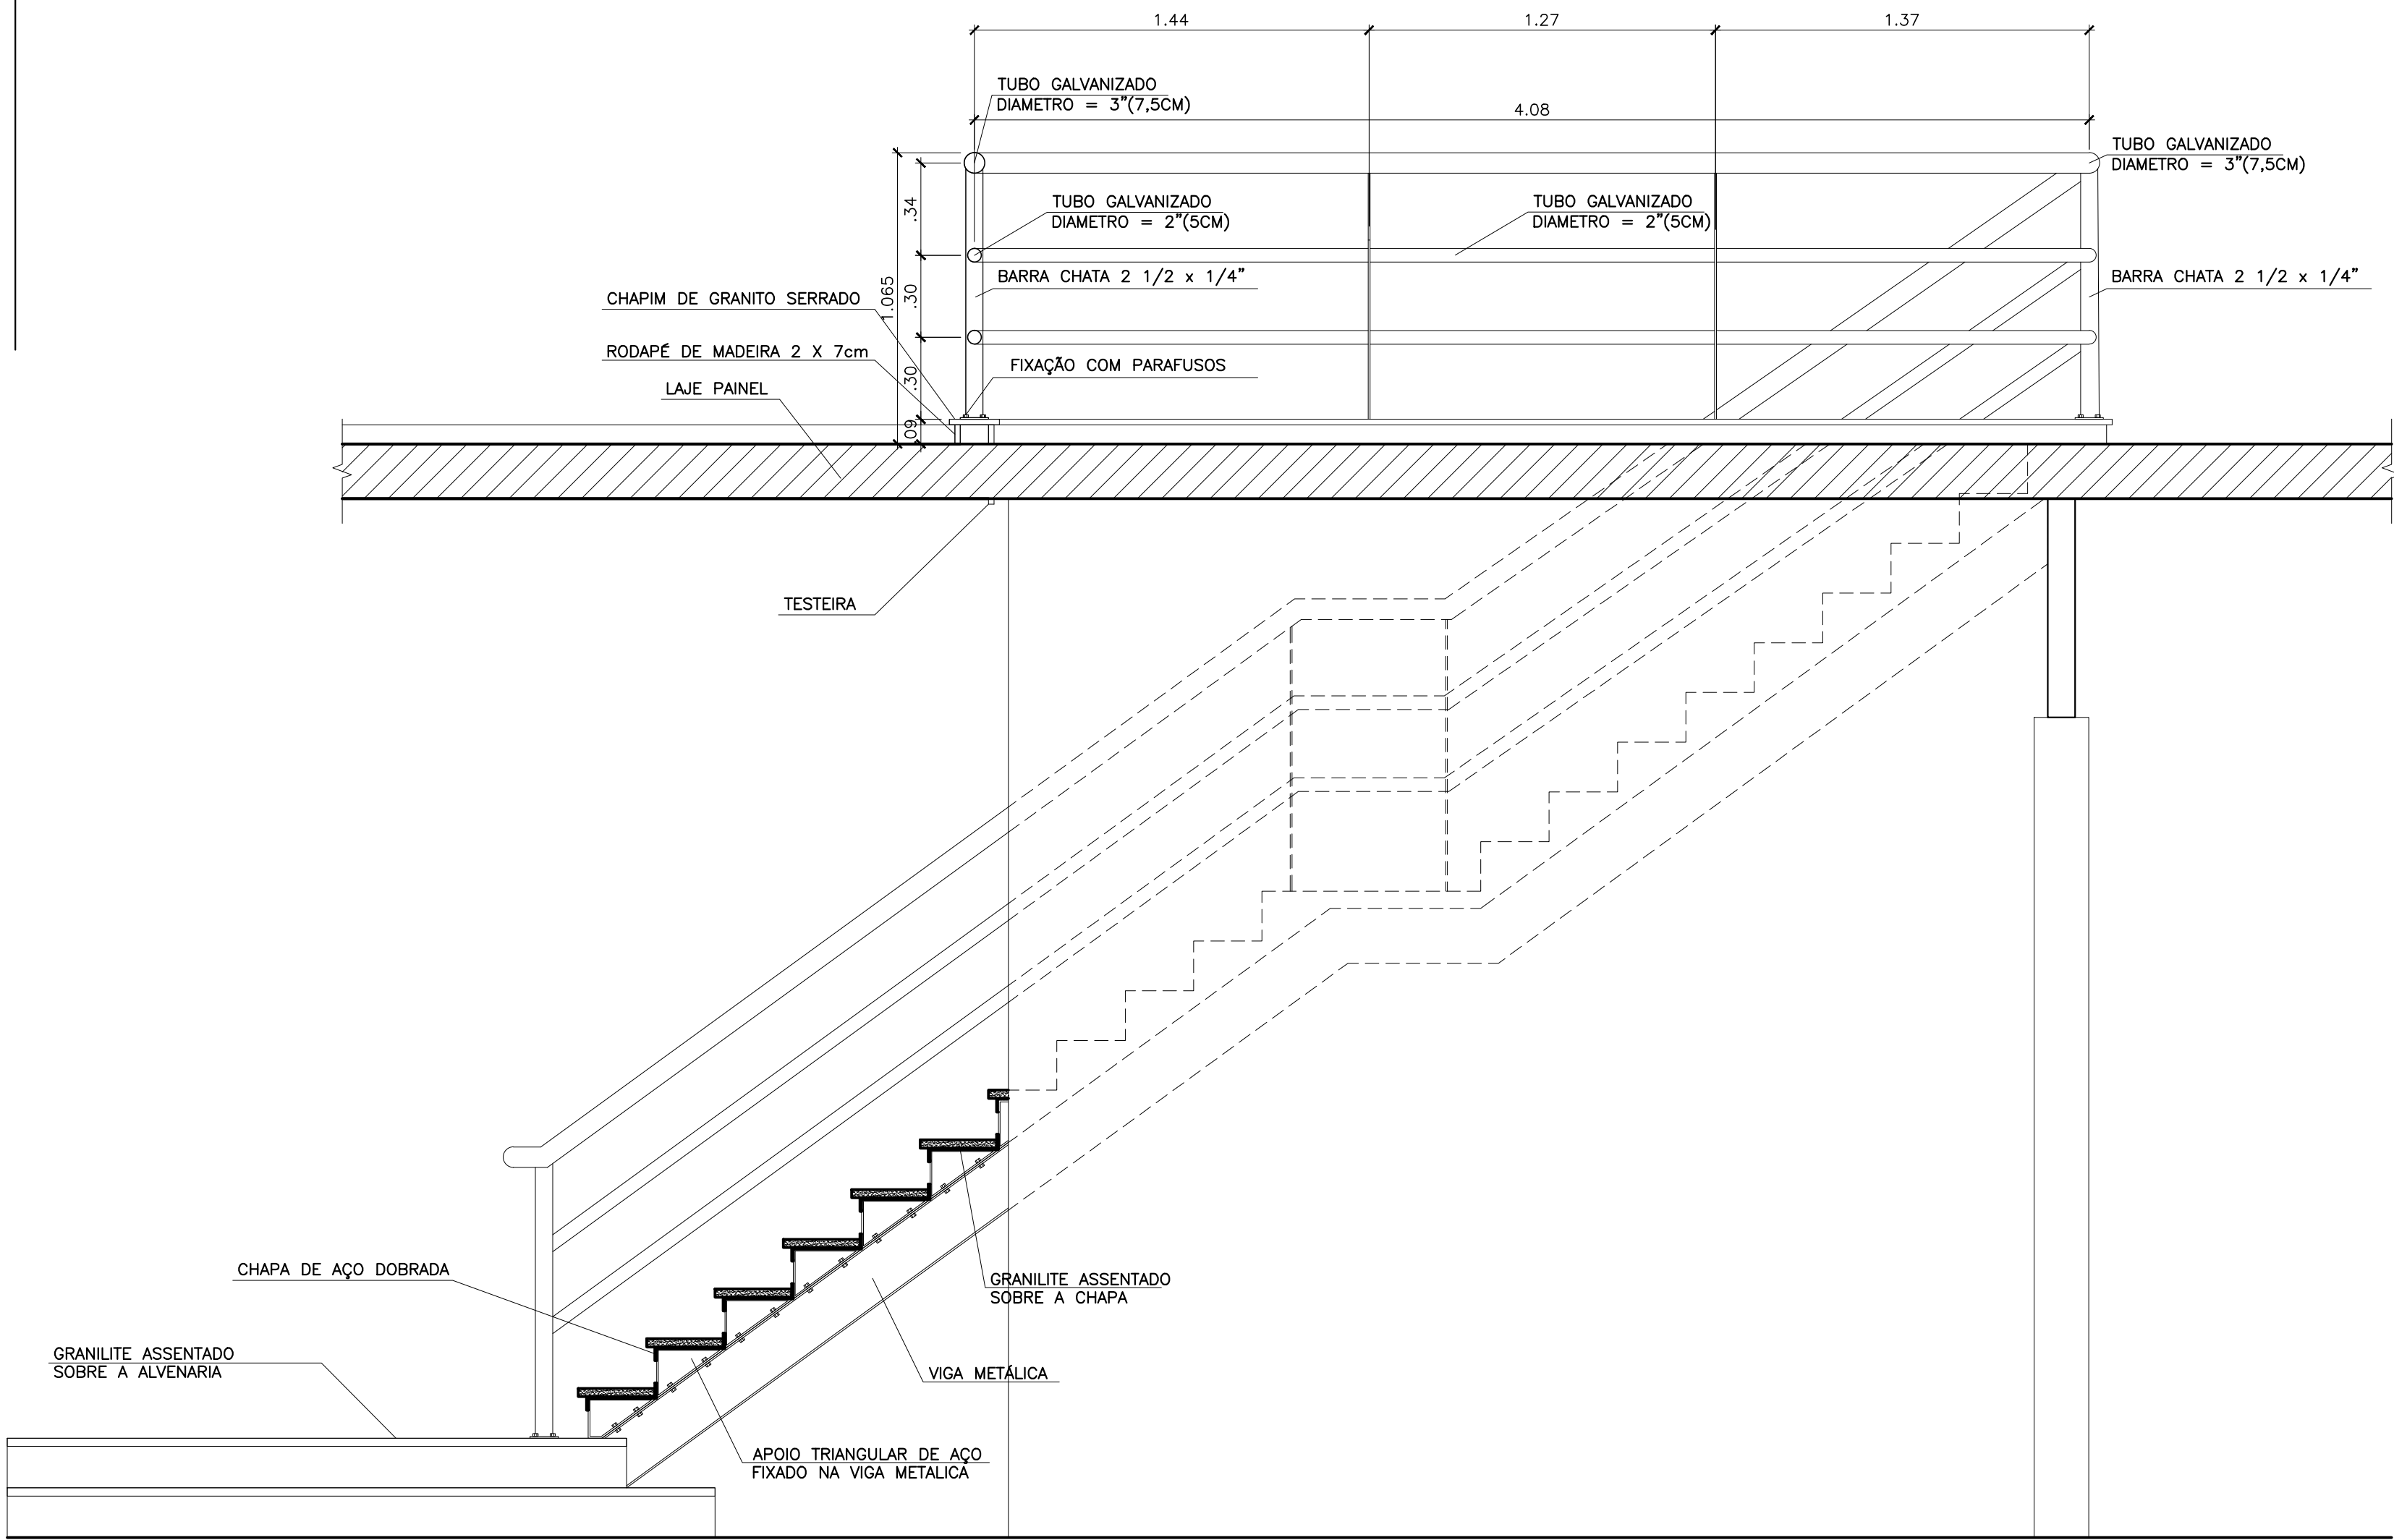 1.44
1.27
1.37
TUBO GALVANIZADO
DIAMETRO = 3"(7,5CM)
4.08
TUBO GALVANIZADO
DIAMETRO = 3"(7,5CM)
.34
TUBO GALVANIZADO
DIAMETRO = 2"(5CM)
TUBO GALVANIZADO
DIAMETRO = 2"(5CM)
1.065
.30
BARRA CHATA 2 1/2 x 1/4"
BARRA CHATA 2 1/2 x 1/4"
CHAPIM DE GRANITO SERRADO
RODAPÉ DE MADEIRA 2 X 7cm
FIXAÇÃO COM PARAFUSOS
.30
LAJE PAINEL
.09
TESTEIRA
CHAPA DE AÇO DOBRADA
GRANILITE ASSENTADO
SOBRE A CHAPA
GRANILITE ASSENTADO
SOBRE A ALVENARIA
VIGA METÁLICA
APOIO TRIANGULAR DE AÇO
FIXADO NA VIGA METALICA